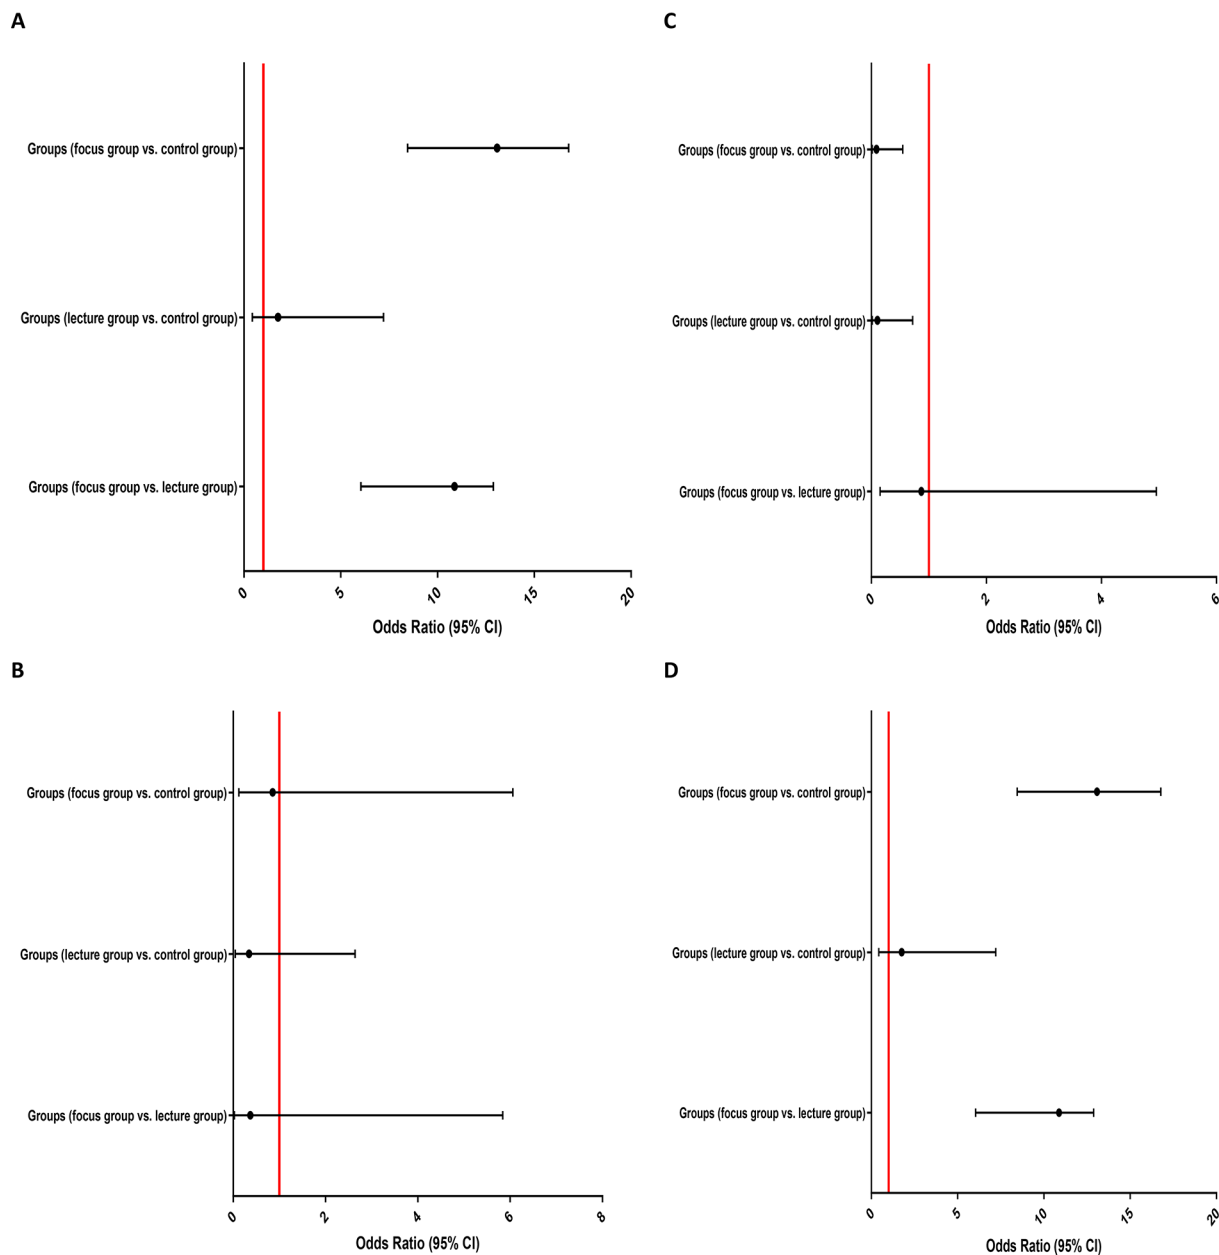 A
Groups (focus group vs. control group)
Groups (lecture group vs. control group)
Groups (focus group vs. lecture group)
0 5 10 15 20
Odds Ratio (95% CI)
C
Groups (focus group vs. control group)
Groups (lecture group vs. control group)
Groups (focus group vs. lecture group)
0 2 4 6
Odds Ratio (95% CI)
B
Groups (focus group vs. control group)
Groups (lecture group vs. control group)
Groups (focus group vs. lecture group)
0 2 4 6 8
Odds Ratio (95% CI)
D
Groups (focus group vs. control group)
Groups (lecture group vs. control group)
Groups (focus group vs. lecture group)
0 5 10 15 20
Odds Ratio (95% CI)